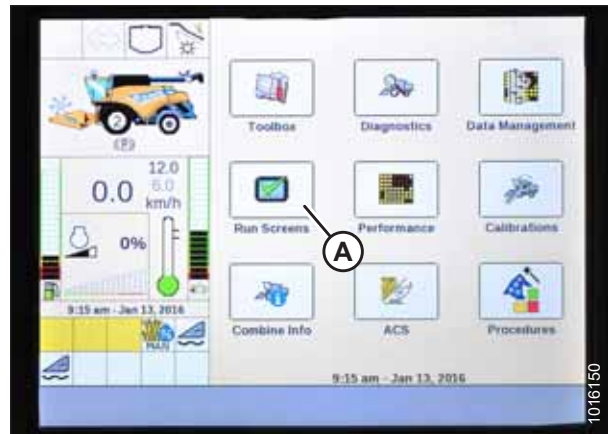 Toolbox
Diagnostics
Data Management
(P)
12.0
6.0
0.0
km/h
Run Screens
Performance
Calibrations
A
0%
9:15 am - Jan 13, 2016
MAN
Combine Info
ACS
Procedures
9:15 am - Jan 13, 2016
1016150